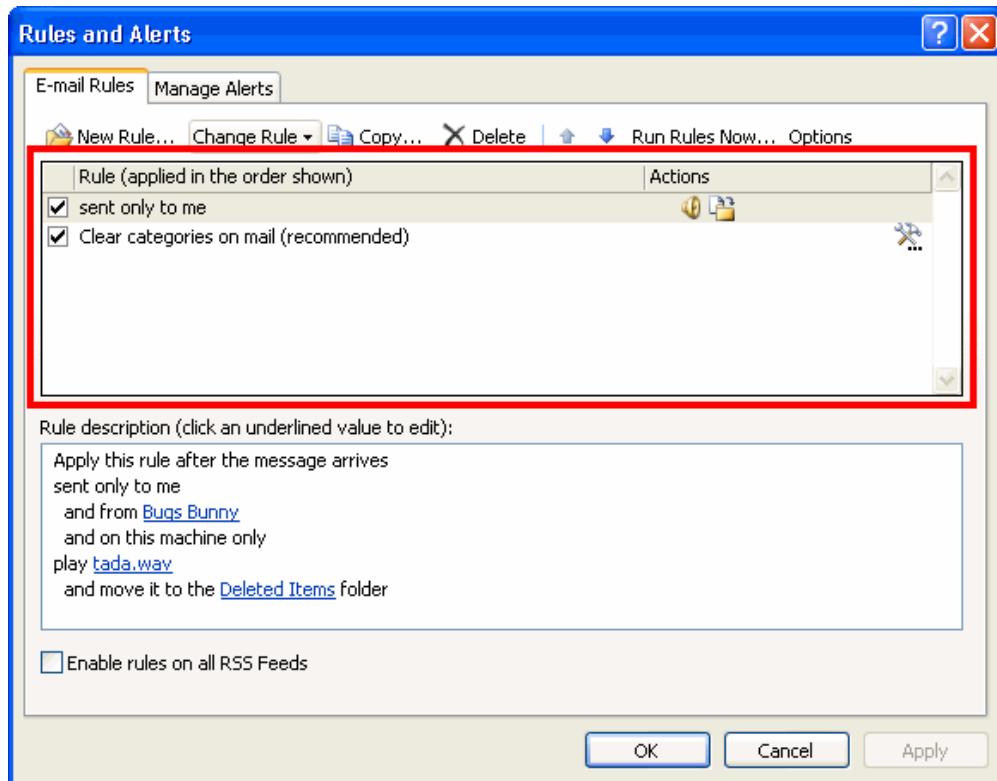 Rules and Alerts
E-mail Rules Manage Alerts
New Rule... Change Rule Copy... Delete Run Rules Now... Options
Rule (applied in the order shown) Actions
sent only to me
Clear categories on mail (recommended)
Rule description (click an underlined value to edit):
Apply this rule after the message arrives
sent only to me
and from Bugs Bunny
and on this machine only
play tada.wav
and move it to the Deleted Items folder
Enable rules on all RSS Feeds
OK Cancel Apply